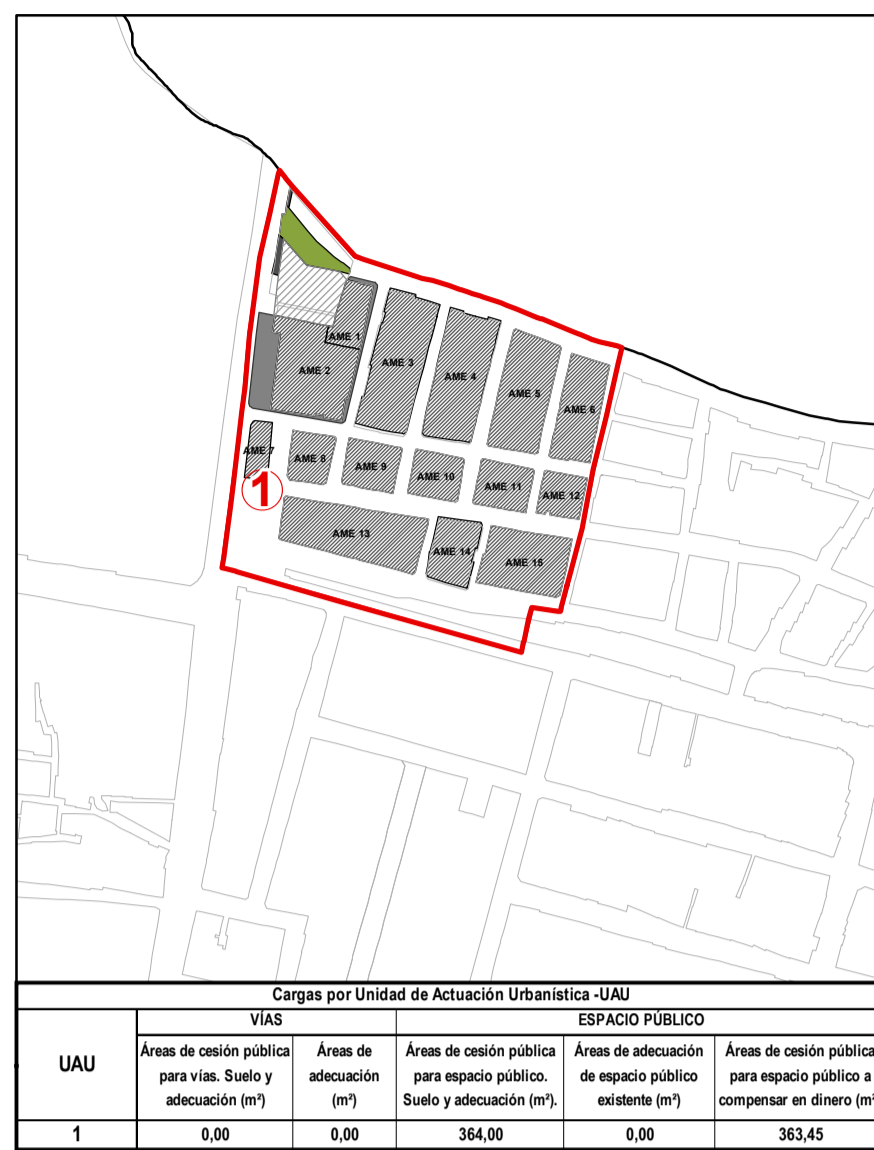 AME 1
AME 2
AME 3
AME 4
AME 5
AME 6
AME 7
AME 8
AME 9
AME 10
AME 11
AME 12
1
AME 13
AME 14
AME 15
Cargas por Unidad de Actuación Urbanística -UAU
UAU
VÍAS
ESPACIO PÚBLICO
Áreas de cesión pública
para vías. Suelo y
adecuación (m²)
Áreas de
adecuación
(m²)
Áreas de cesión pública
para espacio público.
Suelo y adecuación (m²).
Áreas de adecuación
de espacio público
existente (m²)
Áreas de cesión pública
para espacio público a
compensar en dinero (m²
1 0,00 0,00 364,00 0,00 363,45